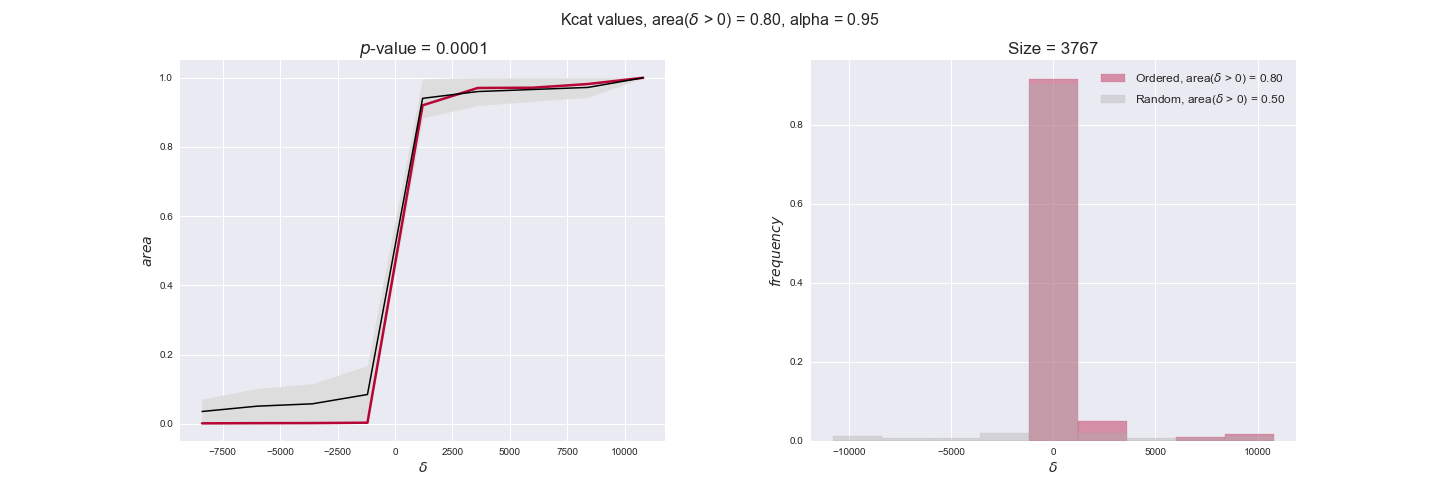 Kcat values, area(δ > 0) = 0.80, alpha = 0.95
p-value = 0.0001
1.0
0.8
0.6
0.4
0.2
0.0
area
−7500
−5000
−2500
0
2500
5000
7500
10000
δ
Size = 3767
Ordered, area(δ > 0) = 0.80
Random, area(δ > 0) = 0.50
0.8
0.6
0.4
0.2
0.0
frequency
−10000
−5000
0
5000
10000
δ